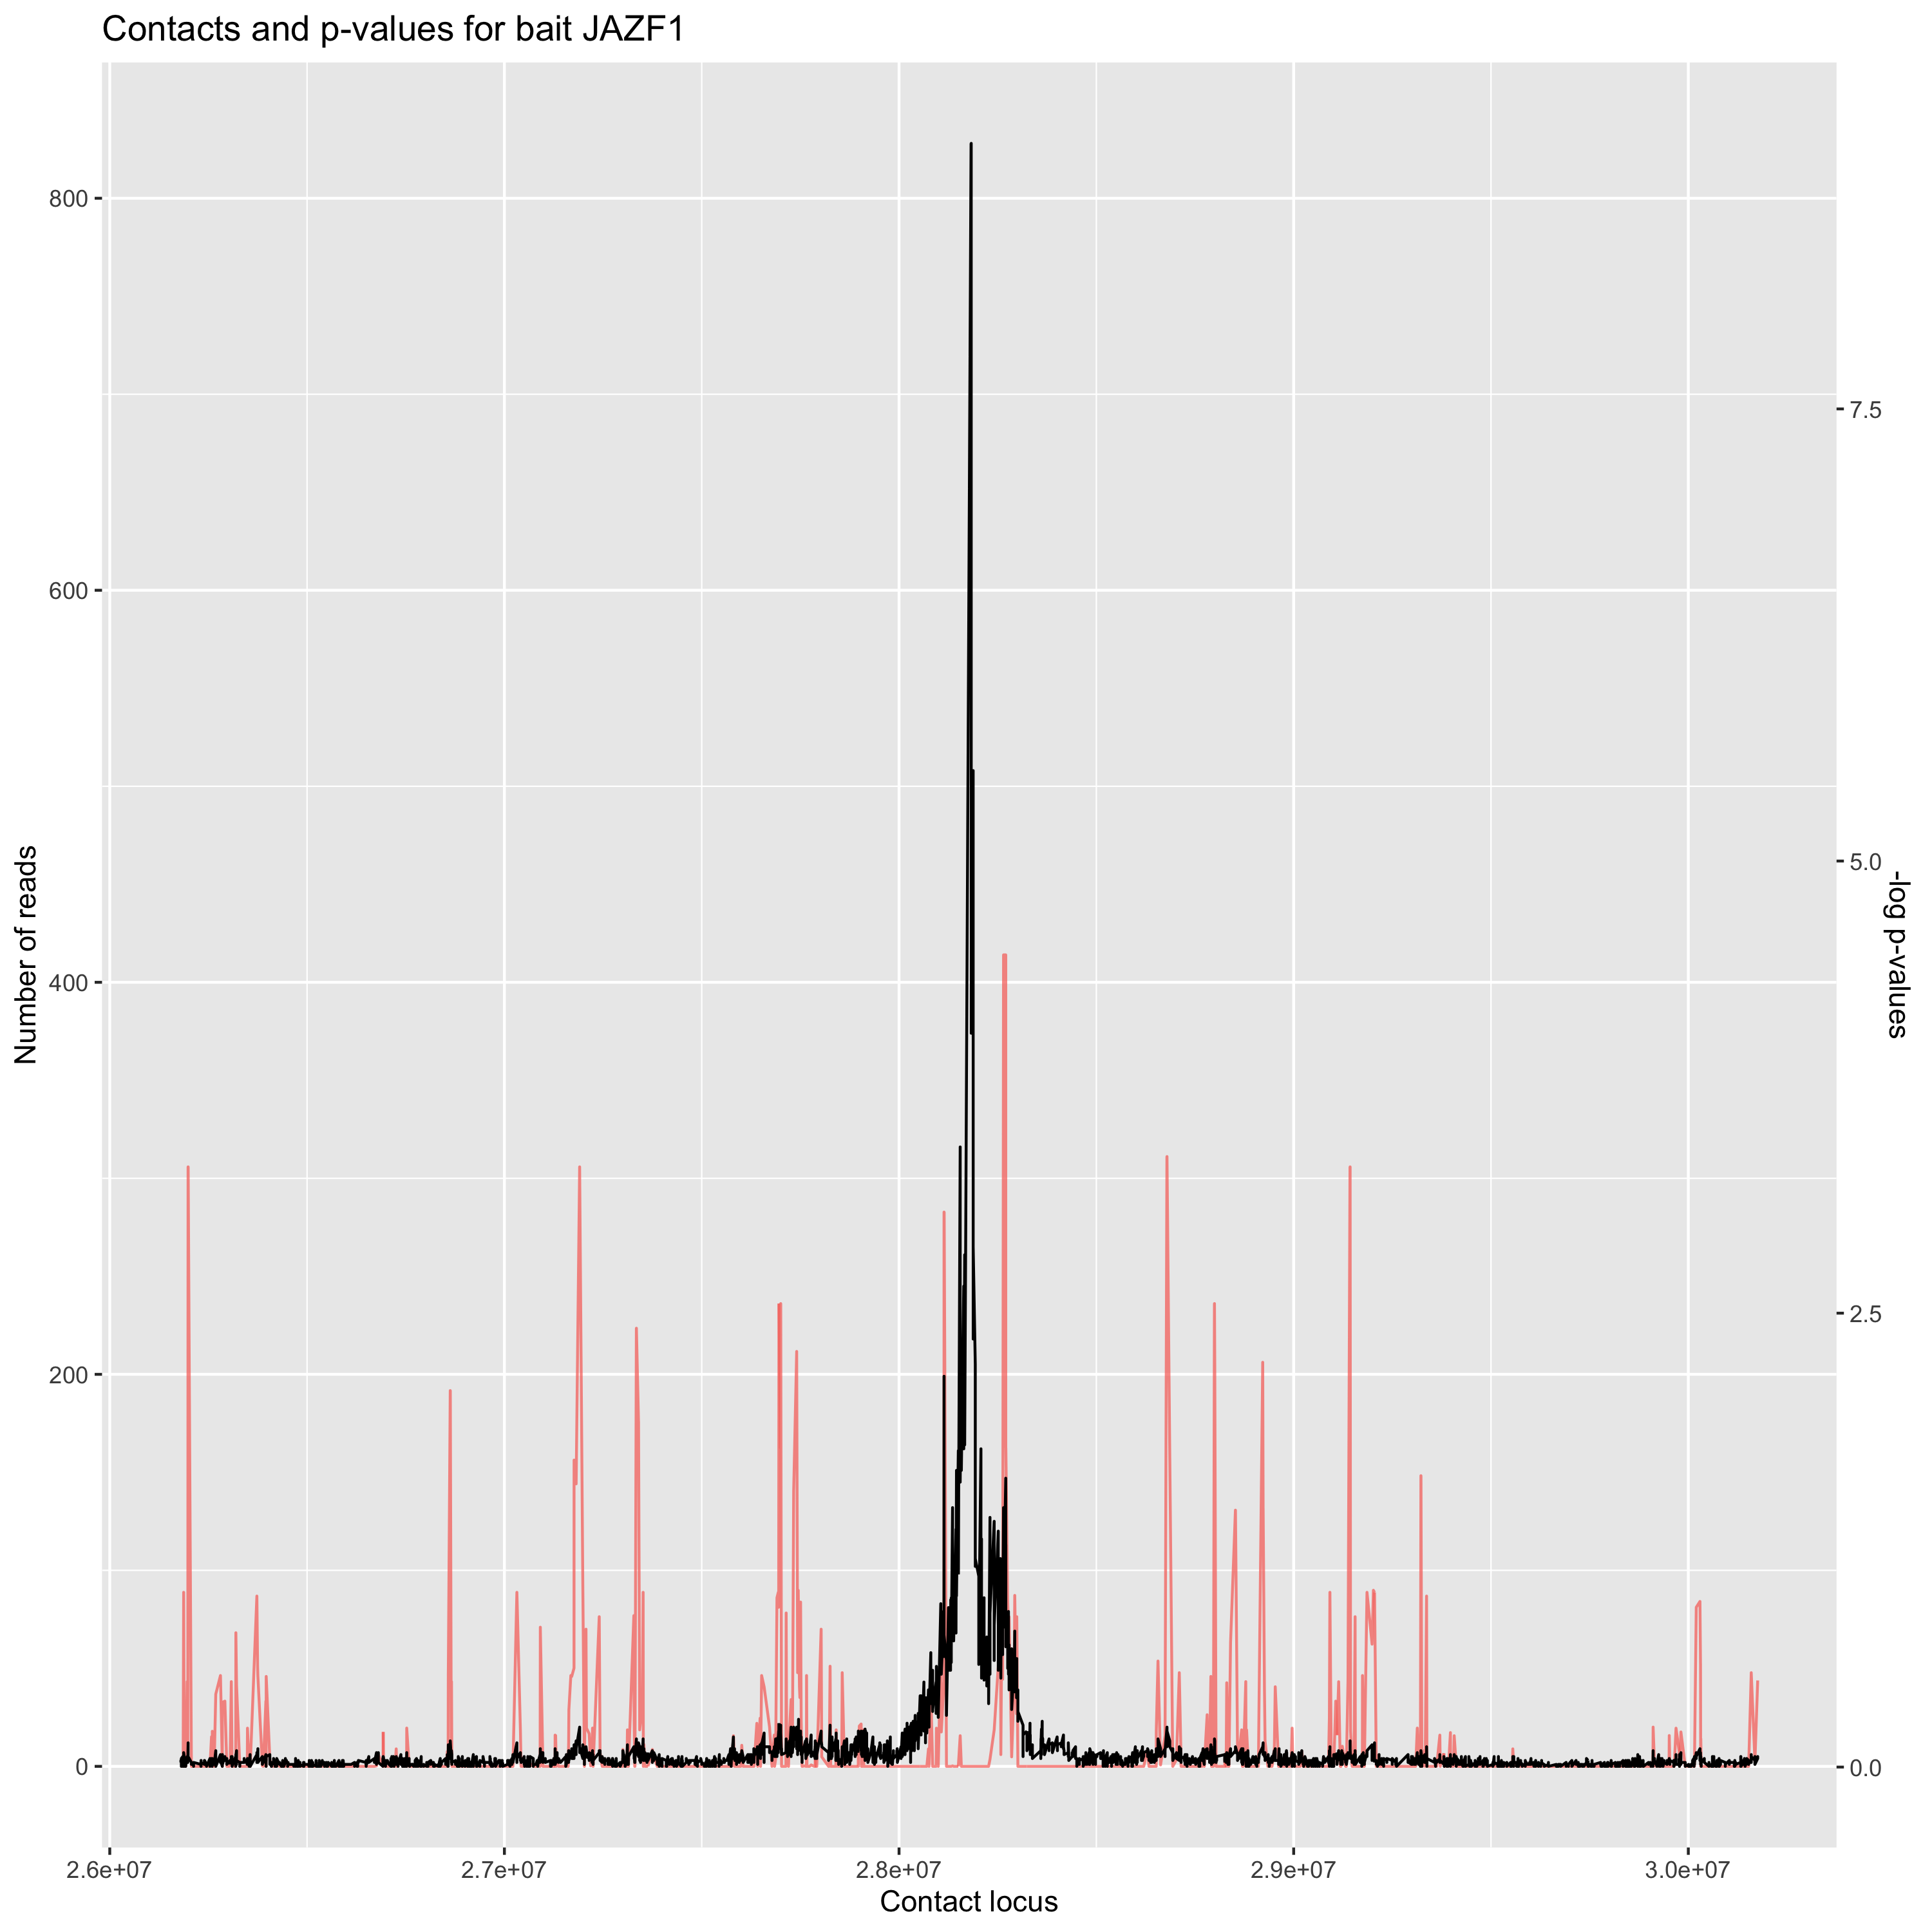 Contacts and p-values for bait JAZF1
800
600
400
200
0
Number of reads
7.5
5.0
2.5
0.0
-log p-values
2.6e+07 2.7e+07 2.8e+07 2.9e+07 3.0e+07
Contact locus